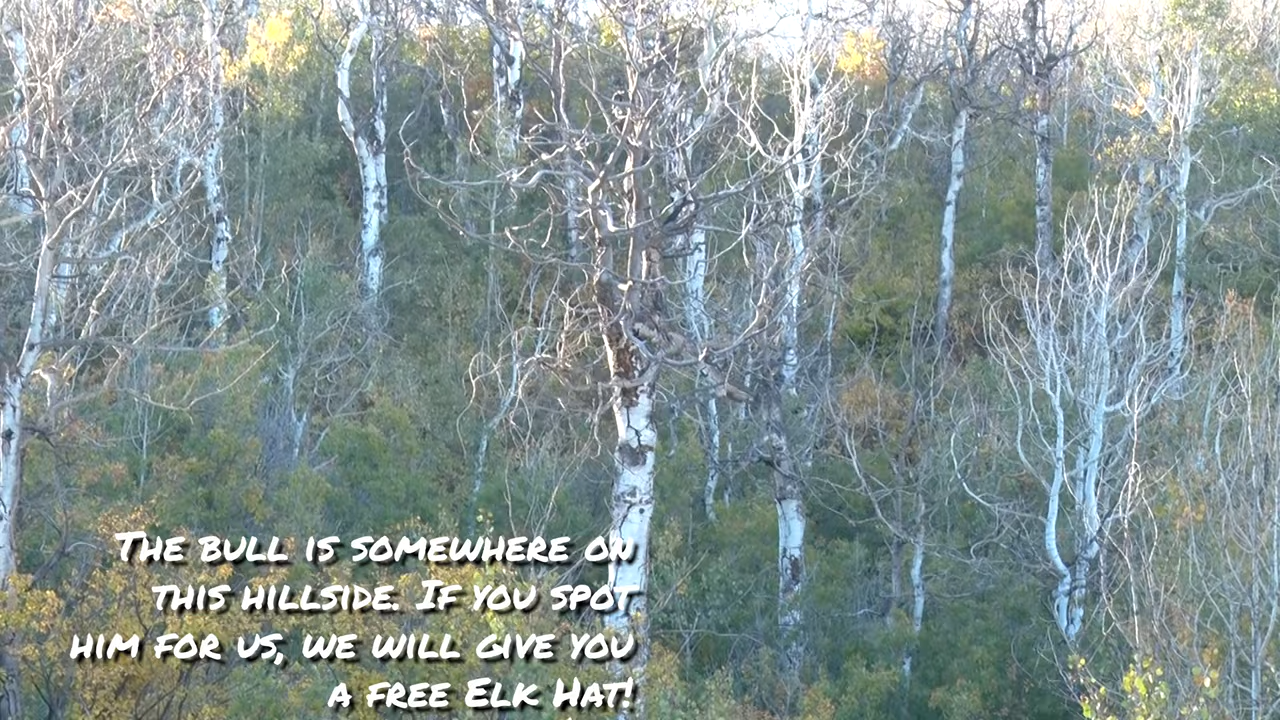 The bull is somewhere on
this hillside. If you spot
him for us, we will give you
a free Elk Hat!